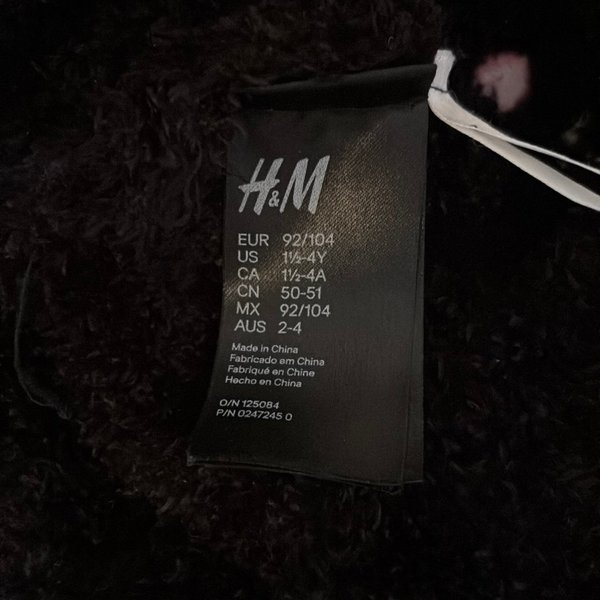 H&M
EUR 92/104
US 1½-4Y
CA 1½-4A
CN 50-51
MX 92/104
AUS 2-4
Made in China
Fabricado em China
Fabriqué en Chine
Hecho en China
O/N 125084
P/N 0247245 0